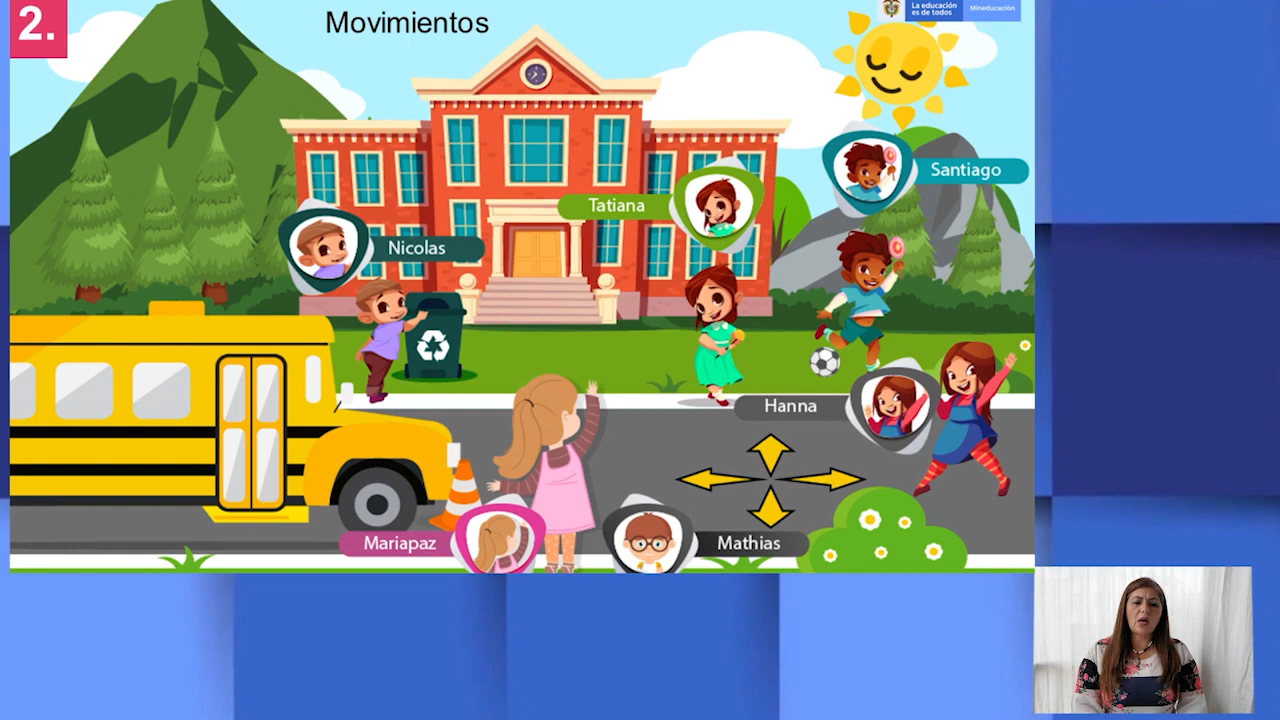 2.
Movimientos
La educación
es de todos
Mineducación
Santiago
Tatiana
Nicolas
Hanna
Mariapaz
Mathias